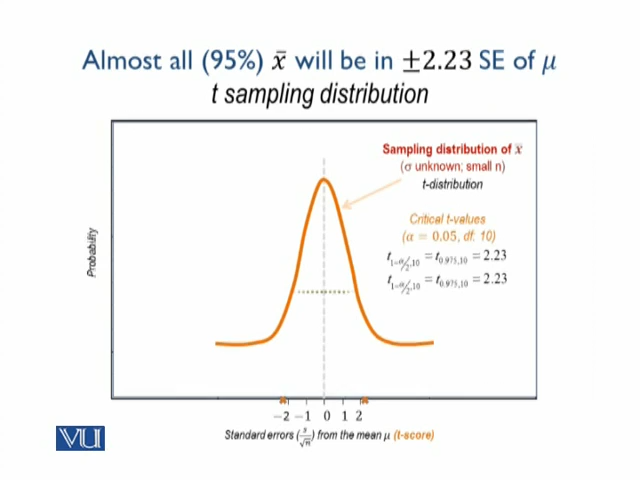 Almost all (95%) x̄ will be in ±2.23 SE of μ
t sampling distribution
Sampling distribution of x̄
(σ unknown; small n)
t-distribution
Critical t-values
(α = 0.05, df: 10)
t₁₋α/₂,₁₀ = t₀.₉₇₅,₁₀ = 2.23
t₁₋α/₂,₁₀ = t₀.₉₇₅,₁₀ = 2.23
Probability
−2 −1 0 1 2
Standard errors (s/√n) from the mean μ (t-score)
VU